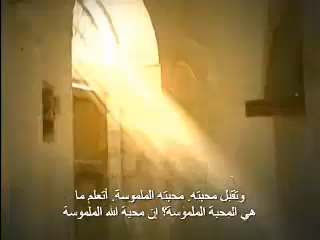 وتقبل محبته. محبته الملموسة. أتعلم ما
هي المحبة الملموسة؟ إن محبة الله الملموسة